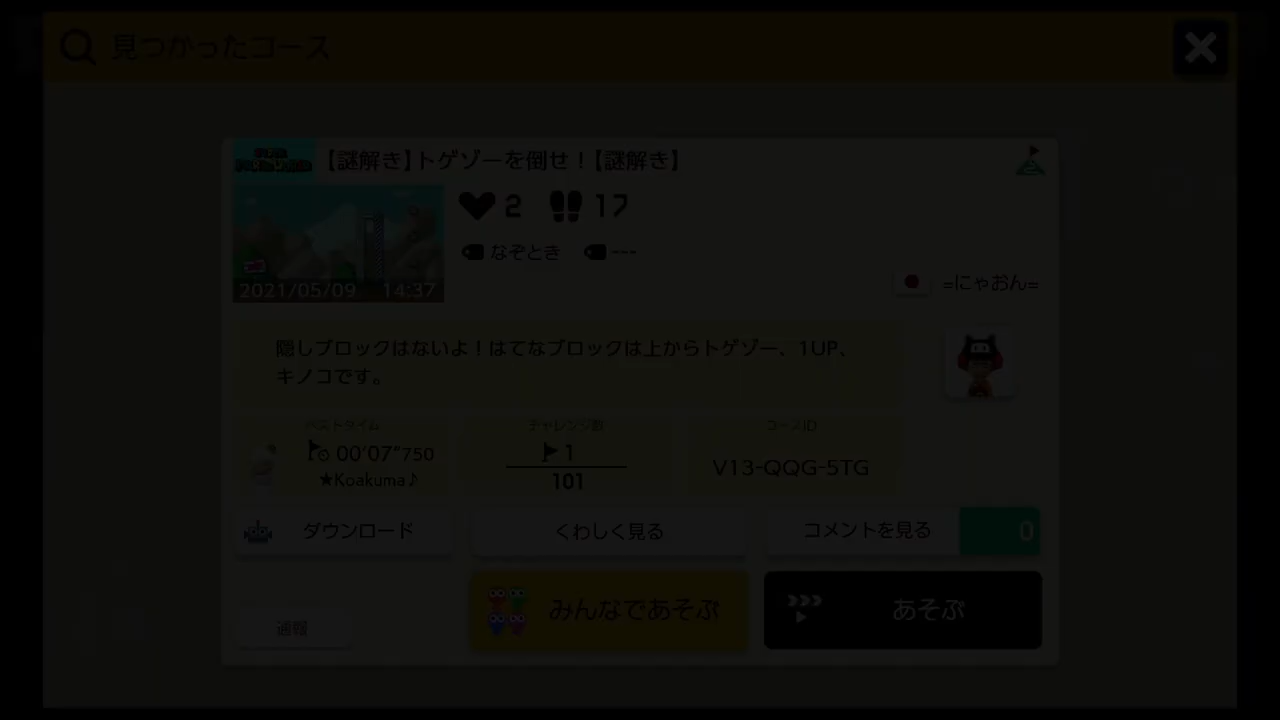 見つかったコース
【謎解き】トゲゾーを倒せ！【謎解き】
2 17
なぞとき ---
2021/05/09 14:37
=にゃおん=
隠しブロックはないよ！はてなブロックは上からトゲゾー、1UP、
キノコです。
ベストタイム
00'07"750
★Koakuma♪
チャレンジ数
1
101
コースID
V13-QQG-5TG
ダウンロード
くわしく見る
コメントを見る 0
通報
みんなであそぶ
あそぶ